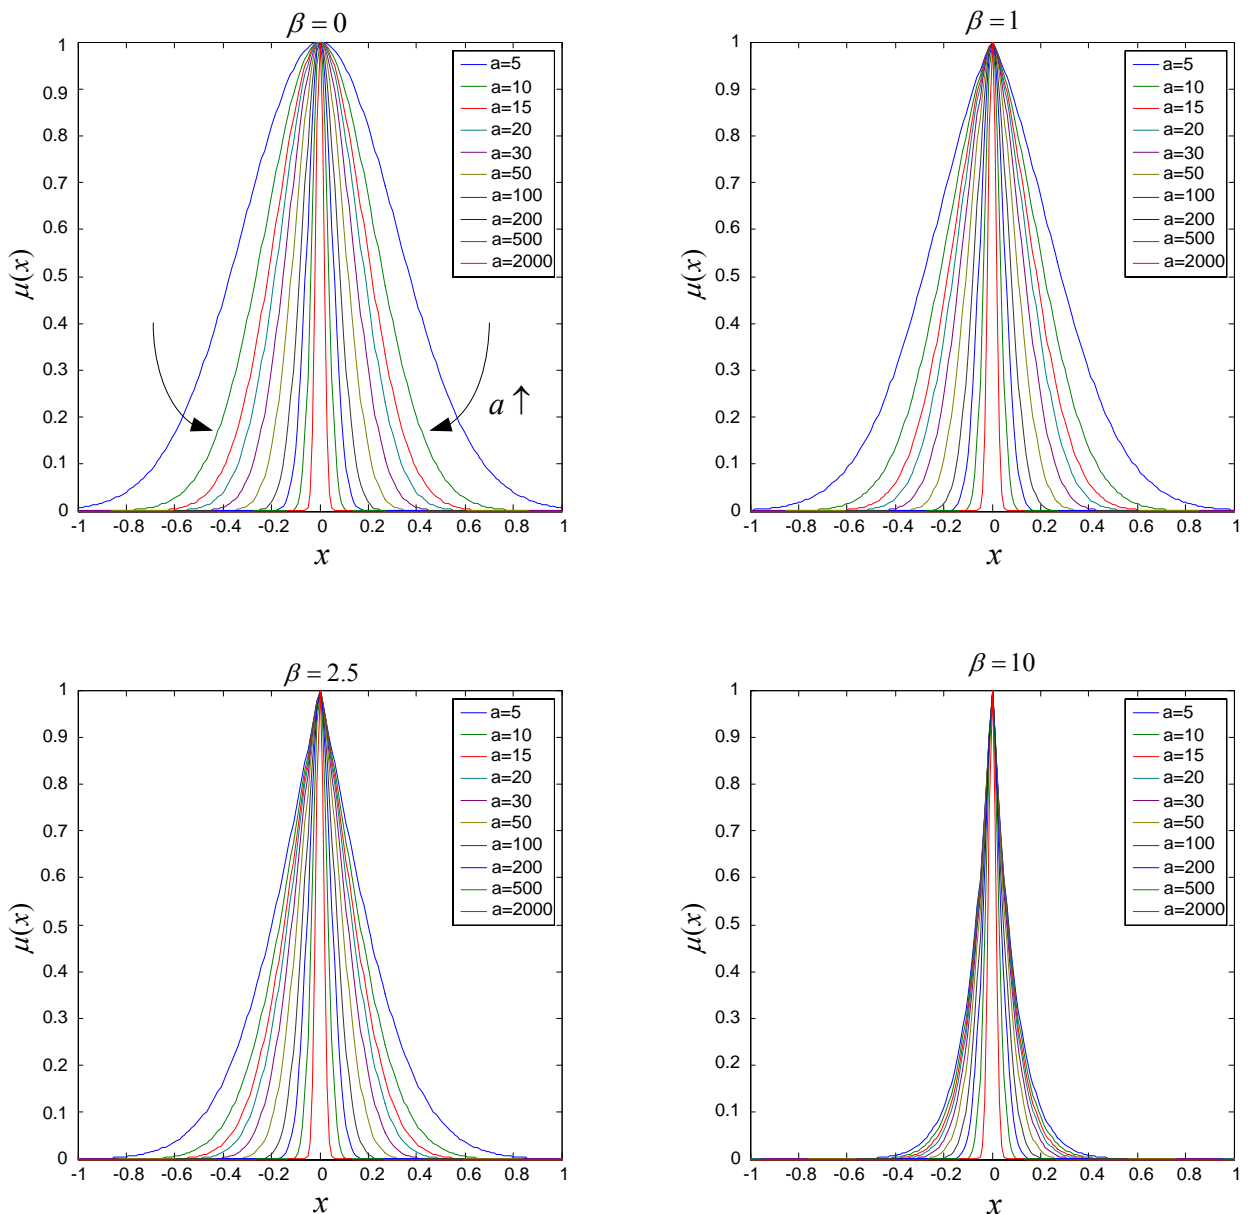 β = 0
1
0.9
0.8
0.7
0.6
0.5
0.4
0.3
0.2
0.1
0
μ(x)
a=5
a=10
a=15
a=20
a=30
a=50
a=100
a=200
a=500
a=2000
a ↑
-1 -0.8 -0.6 -0.4 -0.2 0 0.2 0.4 0.6 0.8 1
x
β = 1
1
0.9
0.8
0.7
0.6
0.5
0.4
0.3
0.2
0.1
0
μ(x)
a=5
a=10
a=15
a=20
a=30
a=50
a=100
a=200
a=500
a=2000
-1 -0.8 -0.6 -0.4 -0.2 0 0.2 0.4 0.6 0.8 1
x
β = 2.5
1
0.9
0.8
0.7
0.6
0.5
0.4
0.3
0.2
0.1
0
μ(x)
a=5
a=10
a=15
a=20
a=30
a=50
a=100
a=200
a=500
a=2000
-1 -0.8 -0.6 -0.4 -0.2 0 0.2 0.4 0.6 0.8 1
x
β = 10
1
0.9
0.8
0.7
0.6
0.5
0.4
0.3
0.2
0.1
0
μ(x)
a=5
a=10
a=15
a=20
a=30
a=50
a=100
a=200
a=500
a=2000
-1 -0.8 -0.6 -0.4 -0.2 0 0.2 0.4 0.6 0.8 1
x